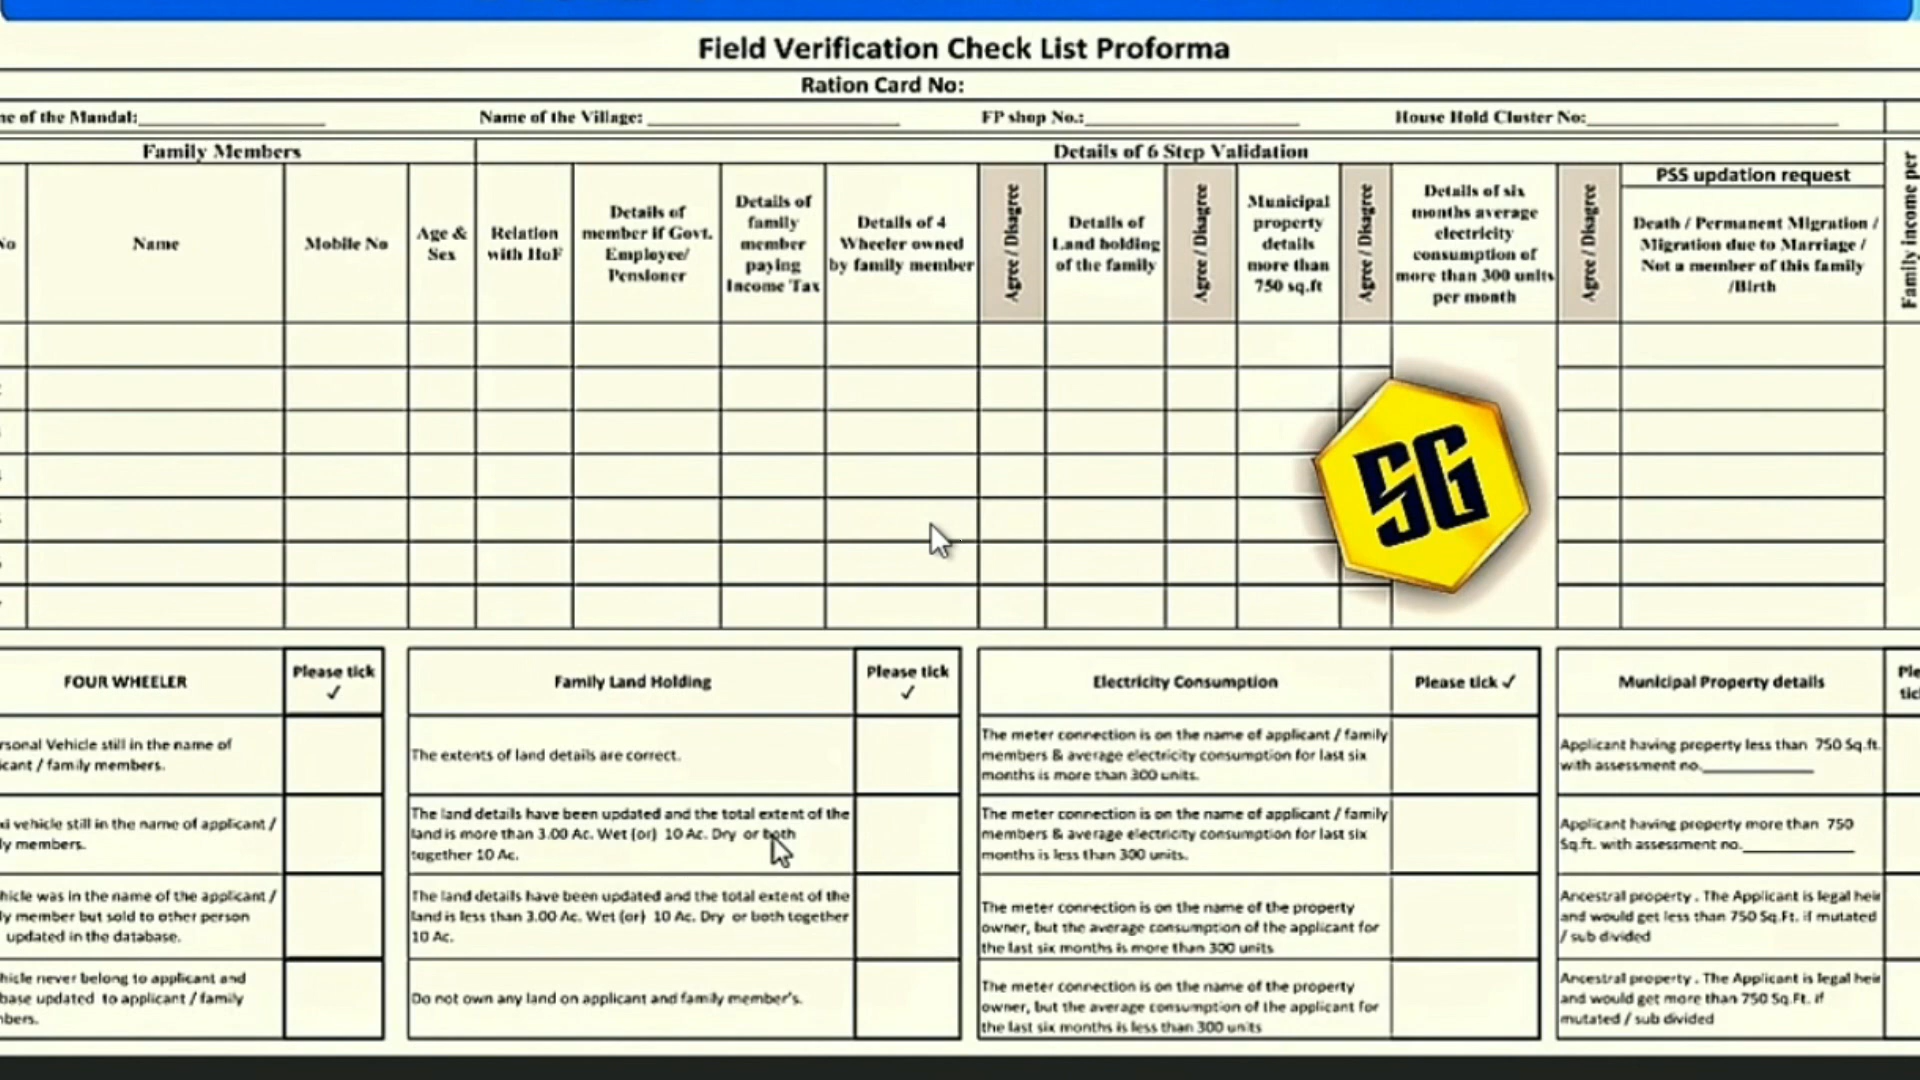 Field Verification Check List Proforma
Ration Card No:
of the Mandal:
Name of the Village:
FP shop No.:
House Hold Cluster No:
Family Members
Details of 6 Step Validation
Name
Mobile No
Age &
Sex
Relation
with HoF
Details of
member if Govt.
Employee/
Pensioner
Details of
family
member
paying
Income Tax
Details of 4
Wheeler owned
by family member
Agree / Disagree
Details of
Land holding
of the family
Agree / Disagree
Municipal
property
details
more than
750 sq.ft
Agree / Disagree
Details of six
months average
electricity
consumption of
more than 300 units
per month
Agree / Disagree
PSS updation request
Death / Permanent Migration /
Migration due to Marriage /
Not a member of this family
/Birth
Family income per
SG
FOUR WHEELER
Please tick
✓
rsonal Vehicle still in the name of
icant / family members.
xi vehicle still in the name of applicant /
ly members.
hicle was in the name of the applicant /
ly member but sold to other person
updated in the database.
hicle never belong to applicant and
base updated to applicant / family
bers.
Family Land Holding
Please tick
✓
The extents of land details are correct.
The land details have been updated and the total extent of the
land is more than 3.00 Ac. Wet (or) 10 Ac. Dry or both
together 10 Ac.
The land details have been updated and the total extent of the
land is less than 3.00 Ac. Wet (or) 10 Ac. Dry or both together
10 Ac.
Do not own any land on applicant and family member's.
Electricity Consumption
Please tick ✓
The meter connection is on the name of applicant / family
members & average electricity consumption for last six
months is more than 300 units.
The meter connection is on the name of applicant / family
members & average electricity consumption for last six
months is less than 300 units.
The meter connection is on the name of the property
owner, but the average consumption of the applicant for
the last six months is more than 300 units
The meter connection is on the name of the property
owner, but the average consumption of the applicant for
the last six months is less than 300 units
Municipal Property details
Ple
tic
Applicant having property less than 750 Sq.ft.
with assessment no.
Applicant having property more than 750
Sq.ft. with assessment no.
Ancestral property . The Applicant is legal heir
and would get less than 750 Sq.Ft. if mutated
/ sub divided
Ancestral property . The Applicant is legal heir
and would get more than 750 Sq.Ft. if
mutated / sub divided